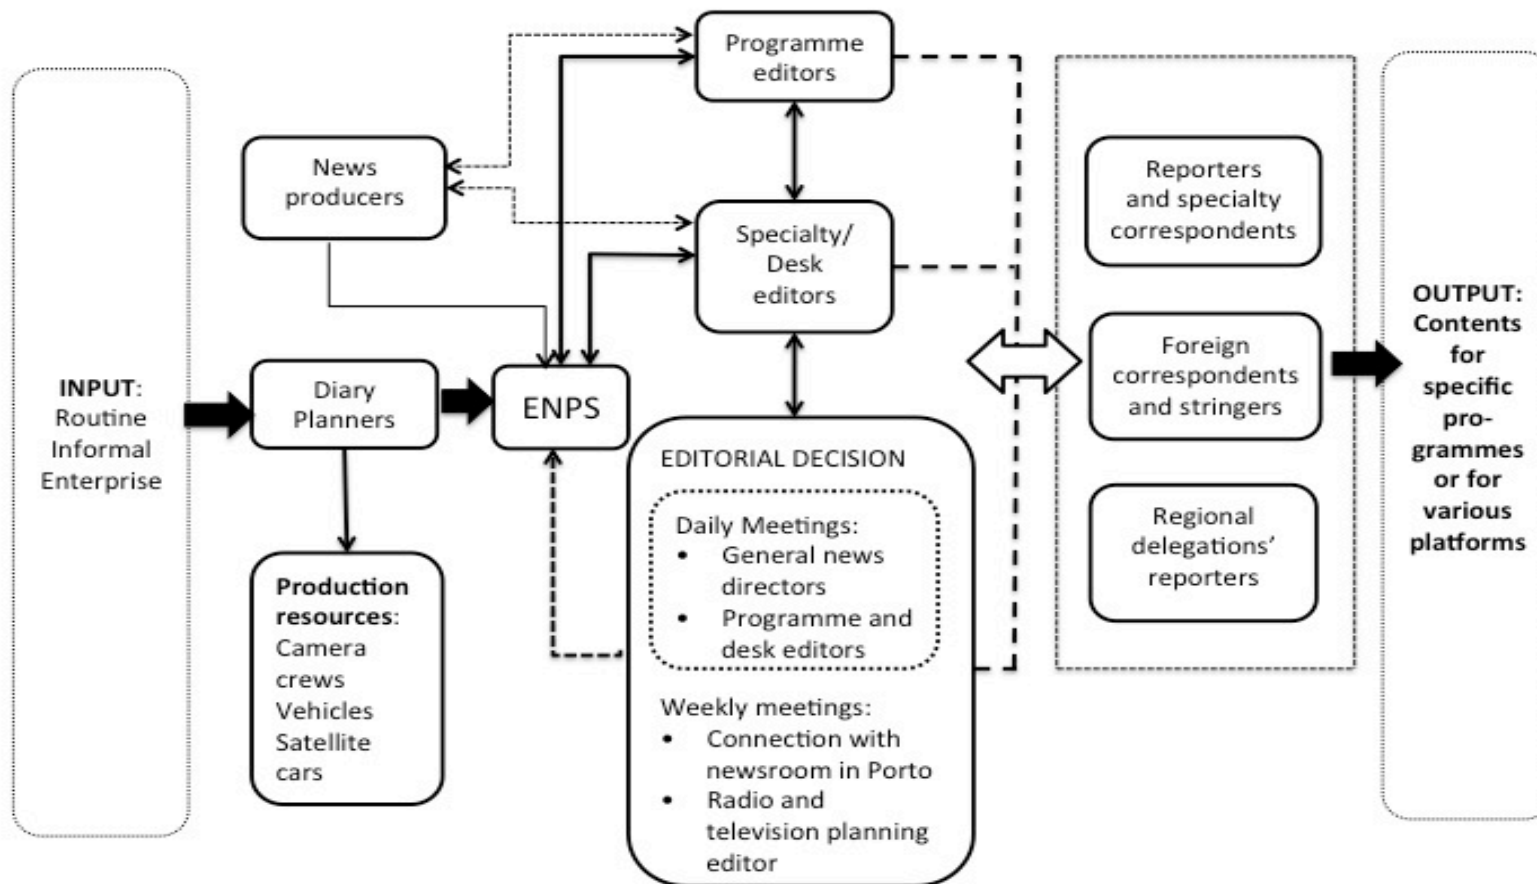 INPUT:
Routine
Informal
Enterprise
News
producers
Diary
Planners
Production
resources:
Camera
crews
Vehicles
Satellite
cars
ENPS
Programme
editors
Specialty/
Desk
editors
EDITORIAL DECISION
Daily Meetings:
• General news
directors
• Programme and
desk editors
Weekly meetings:
• Connection with
newsroom in Porto
• Radio and
television planning
editor
Reporters
and specialty
correspondents
Foreign
correspondents
and stringers
Regional
delegations’
reporters
OUTPUT:
Contents
for
specific
pro-
grammes
or for
various
platforms